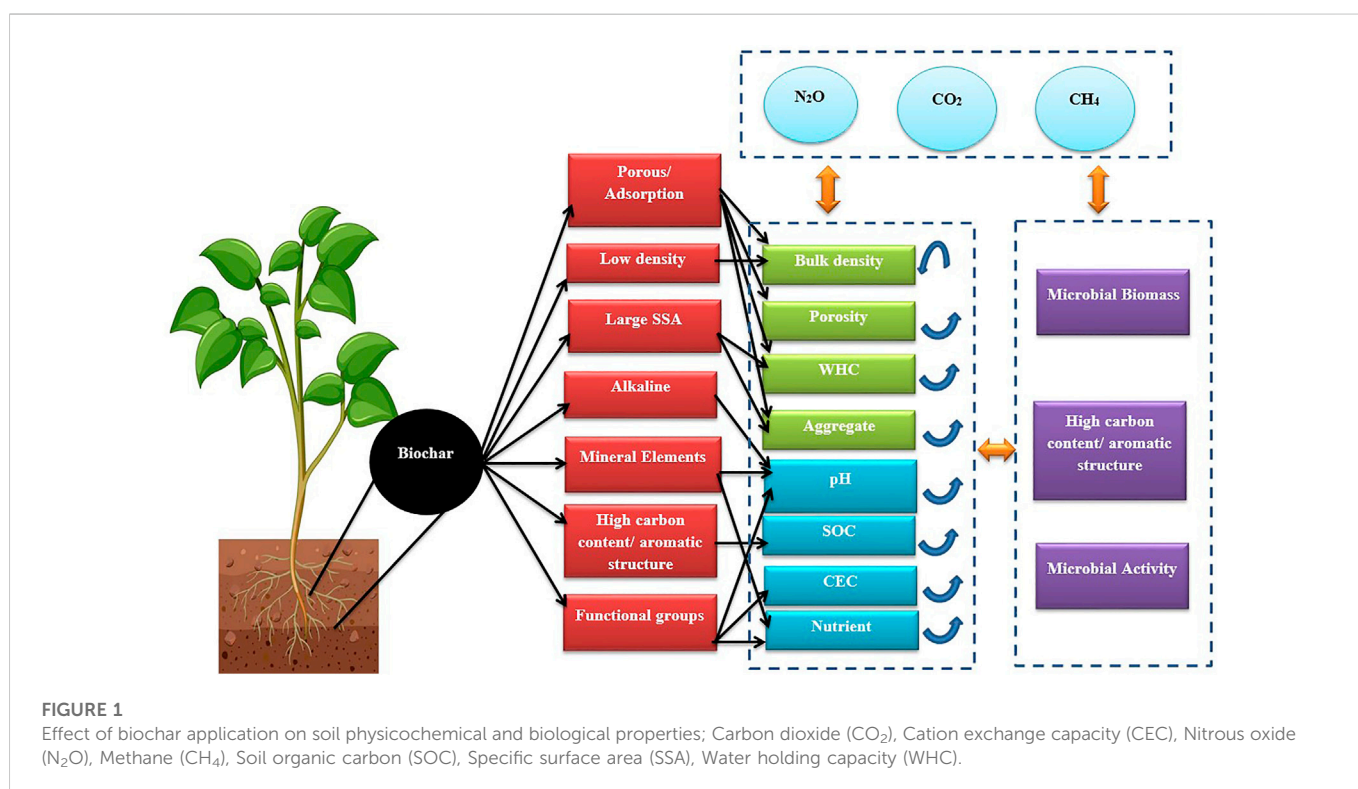 N₂O
CO₂
CH₄
Porous/
Adsorption
Low density
Large SSA
Alkaline
Biochar
Mineral Elements
High carbon
content/ aromatic
structure
Functional groups
Bulk density
Porosity
WHC
Aggregate
pH
SOC
CEC
Nutrient
Microbial Biomass
High carbon
content/ aromatic
structure
Microbial Activity
FIGURE 1
Effect of biochar application on soil physicochemical and biological properties; Carbon dioxide (CO₂), Cation exchange capacity (CEC), Nitrous oxide
(N₂O), Methane (CH₄), Soil organic carbon (SOC), Specific surface area (SSA), Water holding capacity (WHC).